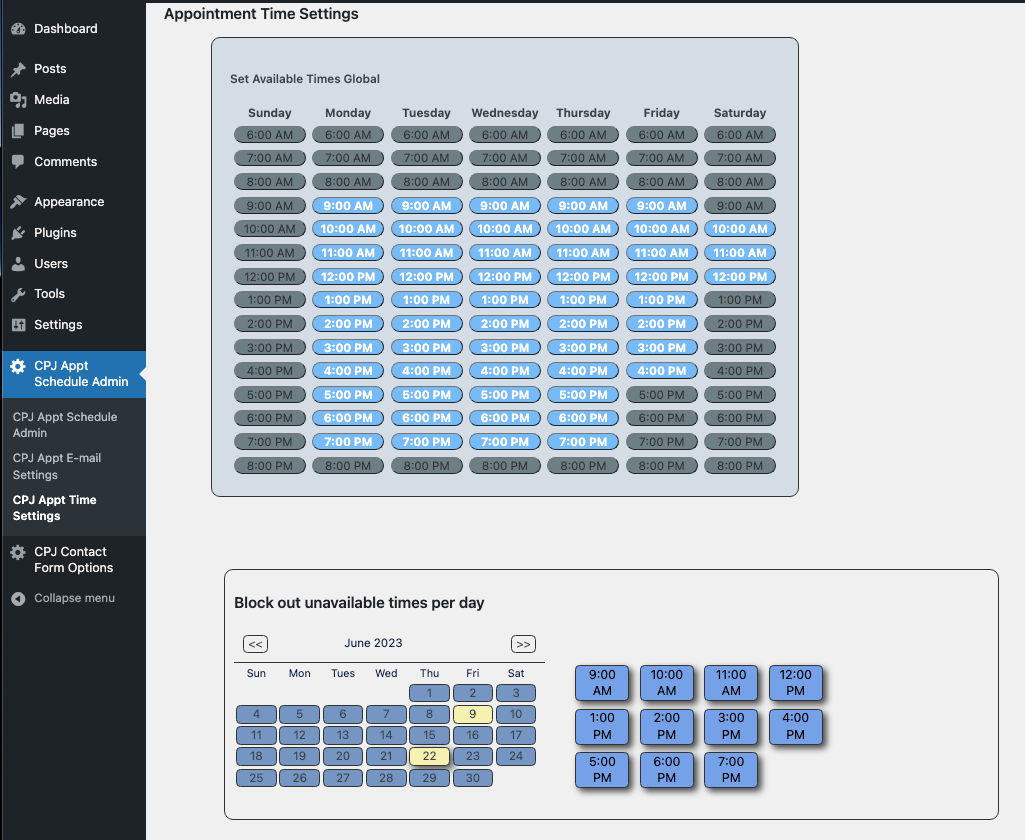 Dashboard
Posts
Media
Pages
Comments
Appearance
Plugins
Users
Tools
Settings
CPJ Appt
Schedule Admin
CPJ Appt Schedule
Admin
CPJ Appt E-mail
Settings
CPJ Appt Time
Settings
CPJ Contact
Form Options
Collapse menu
Appointment Time Settings
Set Available Times Global
Sunday Monday Tuesday Wednesday Thursday Friday Saturday
6:00 AM 6:00 AM 6:00 AM 6:00 AM 6:00 AM 6:00 AM 6:00 AM
7:00 AM 7:00 AM 7:00 AM 7:00 AM 7:00 AM 7:00 AM 7:00 AM
8:00 AM 8:00 AM 8:00 AM 8:00 AM 8:00 AM 8:00 AM 8:00 AM
9:00 AM 9:00 AM 9:00 AM 9:00 AM 9:00 AM 9:00 AM 9:00 AM
10:00 AM 10:00 AM 10:00 AM 10:00 AM 10:00 AM 10:00 AM 10:00 AM
11:00 AM 11:00 AM 11:00 AM 11:00 AM 11:00 AM 11:00 AM 11:00 AM
12:00 PM 12:00 PM 12:00 PM 12:00 PM 12:00 PM 12:00 PM 12:00 PM
1:00 PM 1:00 PM 1:00 PM 1:00 PM 1:00 PM 1:00 PM 1:00 PM
2:00 PM 2:00 PM 2:00 PM 2:00 PM 2:00 PM 2:00 PM 2:00 PM
3:00 PM 3:00 PM 3:00 PM 3:00 PM 3:00 PM 3:00 PM 3:00 PM
4:00 PM 4:00 PM 4:00 PM 4:00 PM 4:00 PM 4:00 PM 4:00 PM
5:00 PM 5:00 PM 5:00 PM 5:00 PM 5:00 PM 5:00 PM 5:00 PM
6:00 PM 6:00 PM 6:00 PM 6:00 PM 6:00 PM 6:00 PM 6:00 PM
7:00 PM 7:00 PM 7:00 PM 7:00 PM 7:00 PM 7:00 PM 7:00 PM
8:00 PM 8:00 PM 8:00 PM 8:00 PM 8:00 PM 8:00 PM 8:00 PM
Block out unavailable times per day
<< June 2023 >>
Sun Mon Tues Wed Thu Fri Sat
1 2 3
4 5 6 7 8 9 10
11 12 13 14 15 16 17
18 19 20 21 22 23 24
25 26 27 28 29 30
9:00 10:00 11:00 12:00
AM AM AM PM
1:00 2:00 3:00 4:00
PM PM PM PM
5:00 6:00 7:00
PM PM PM